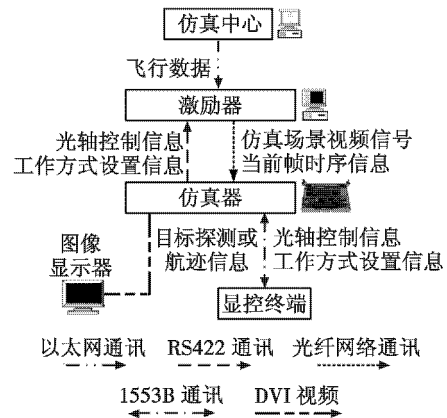 仿真中心
飞行数据
激励器
光轴控制信息
工作方式设置信息
仿真场景视频信号
当前帧时序信息
仿真器
图像
显示器
目标探测或
航迹信息
光轴控制信息
工作方式设置信息
显控终端
以太网通讯
RS422 通讯
光纤网络通讯
1553B 通讯
DVI 视频